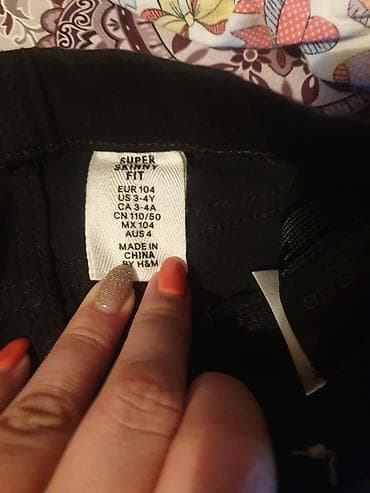 SUPER
SKINNY
FIT
EUR 104
US 3-4Y
CA 3-4A
CN 110/50
MX 104
AUS 4
MADE IN
CHINA
BY H&M